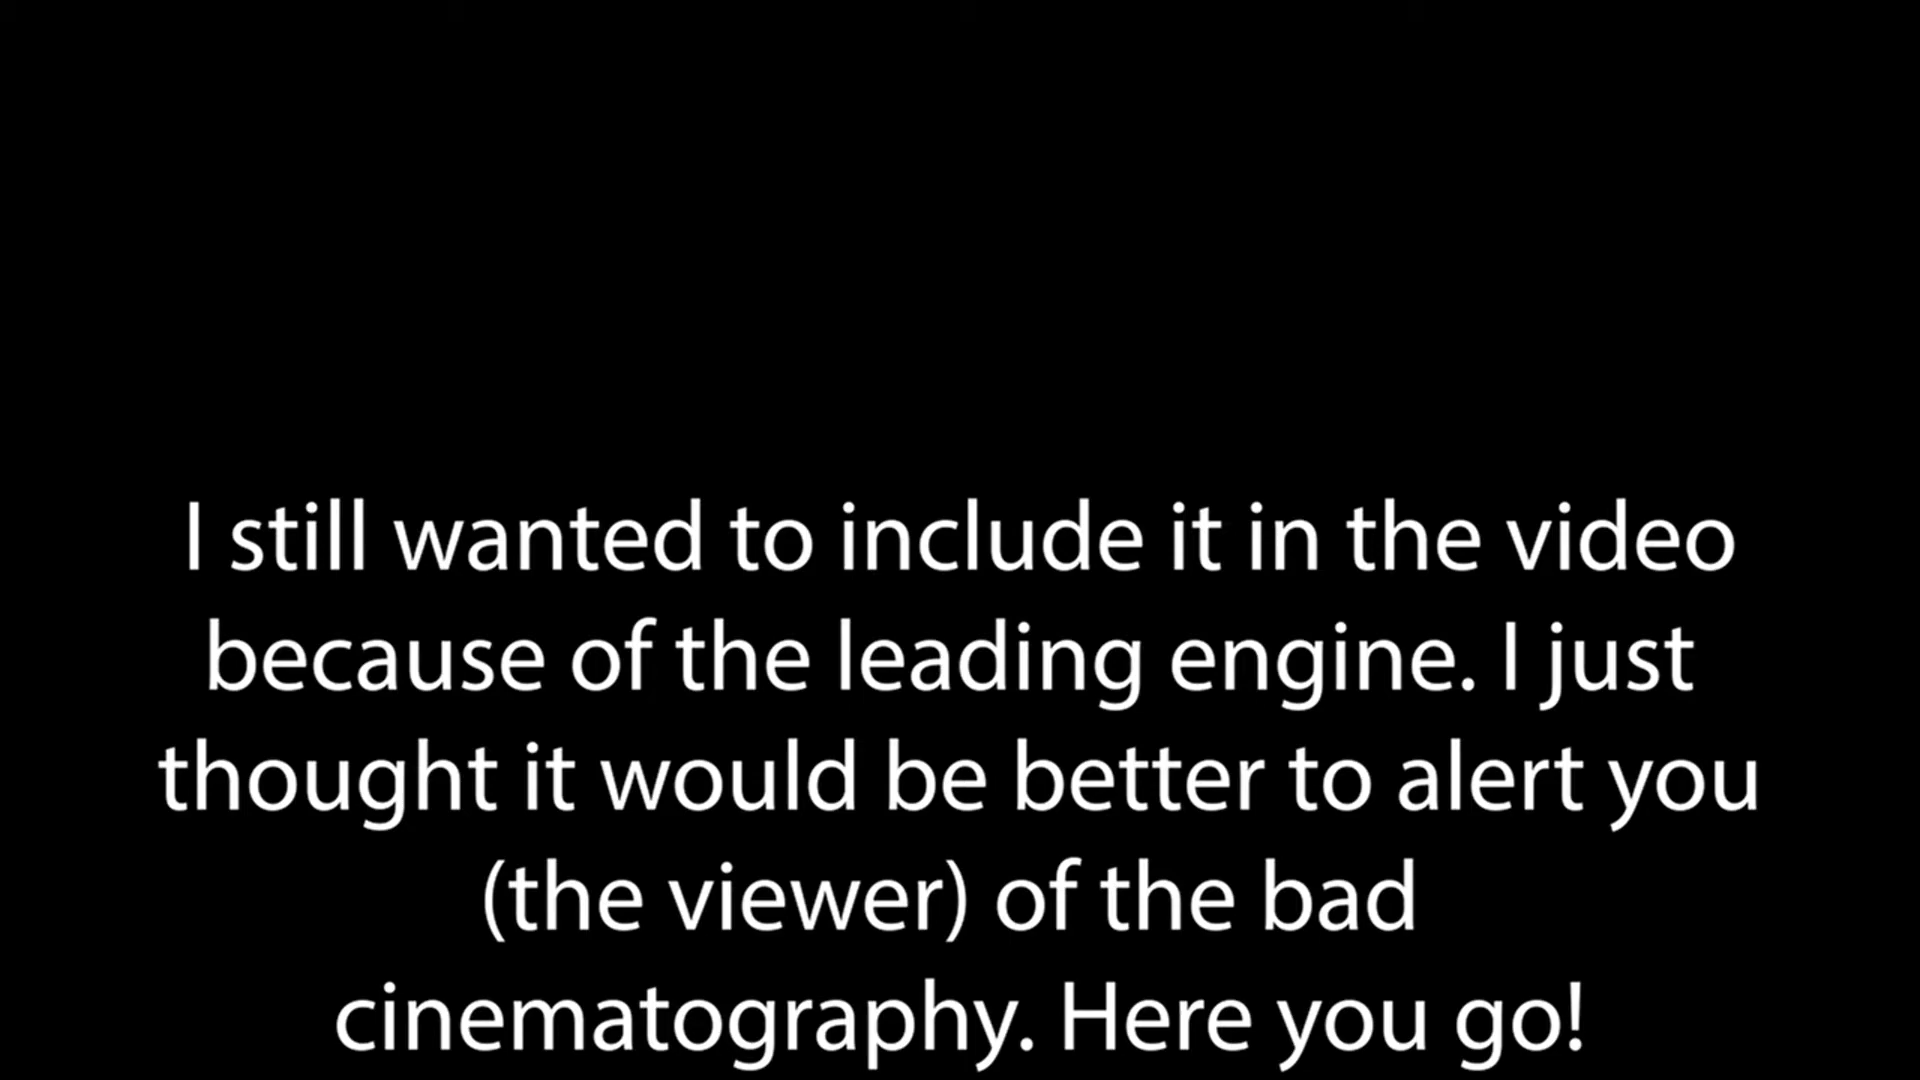 I still wanted to include it in the video
because of the leading engine. I just
thought it would be better to alert you
(the viewer) of the bad
cinematography. Here you go!